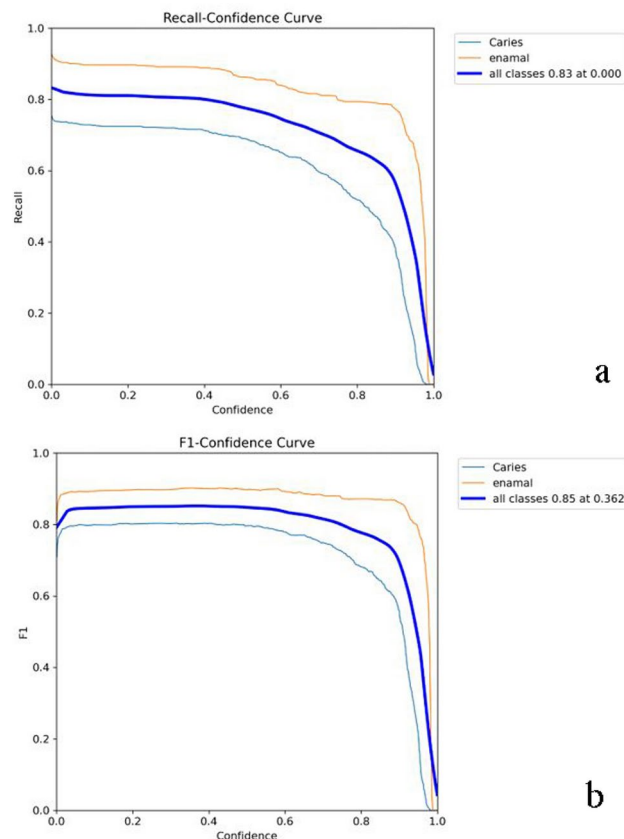 Recall-Confidence Curve
1.0
0.8
0.6
0.4
0.2
0.0
Recall
0.0 0.2 0.4 0.6 0.8 1.0
Confidence
Caries
enamal
all classes 0.83 at 0.000
a
F1-Confidence Curve
1.0
0.8
0.6
0.4
0.2
0.0
F1
0.0 0.2 0.4 0.6 0.8 1.0
Confidence
Caries
enamal
all classes 0.85 at 0.362
b